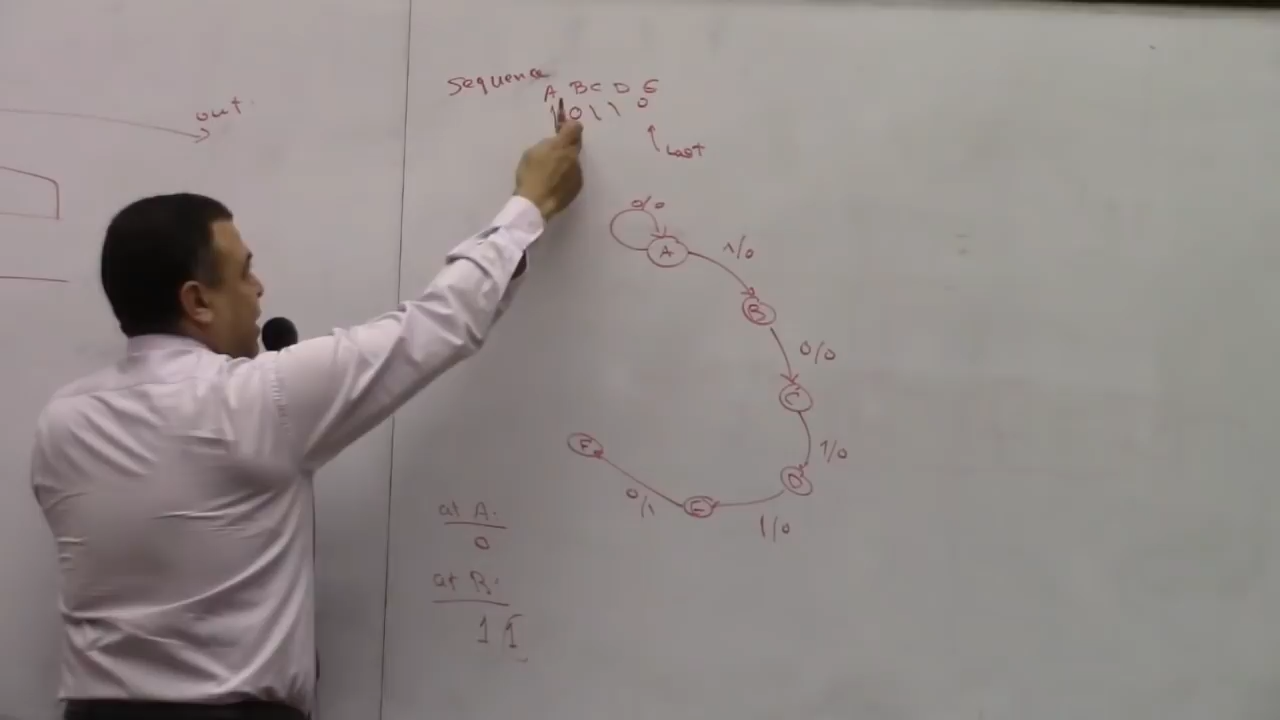 out
Sequence
A B C D E
1 0 1 1 0
Last
0/0
A
1/0
B
0/0
C
1/0
D
1/0
E
0/1
F
at A:
0
at B:
1 1